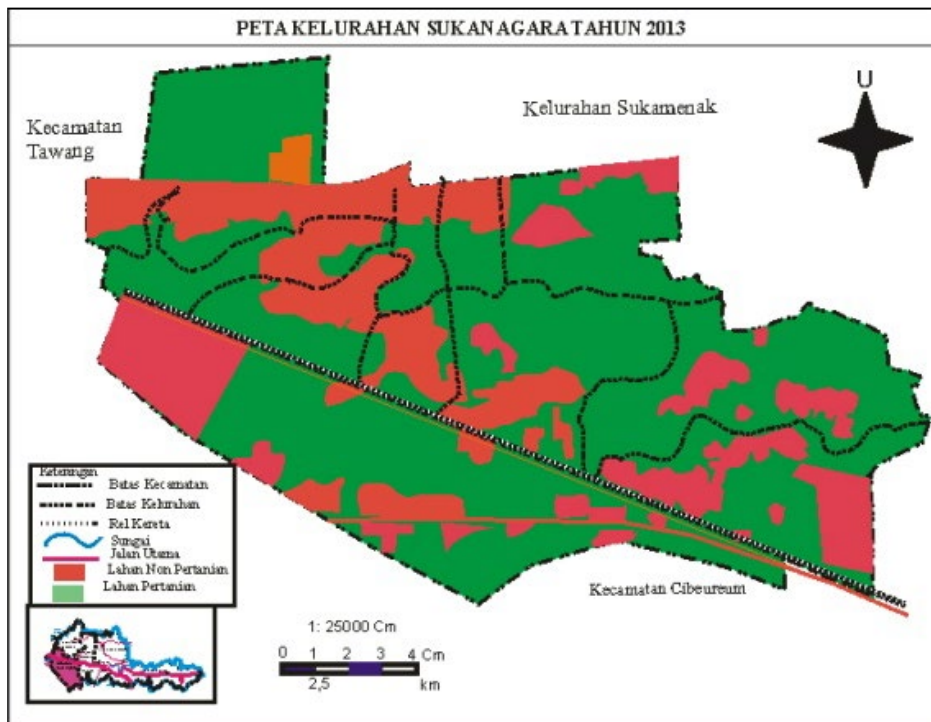 PETA KELURAHAN SUKANAGARA TAHUN 2013
U
Kelurahan Sukamenak
Kecamatan
Tawang
Keterangan
Batas Kecamatan
Batas Kelurahan
Rel Kereta
Sungai
Jalan Utama
Lahan Non Pertanian
Lahan Pertanian
Kecamatan Cibeureum
1: 25000 Cm
0 1 2 3 4 Cm
2,5 km